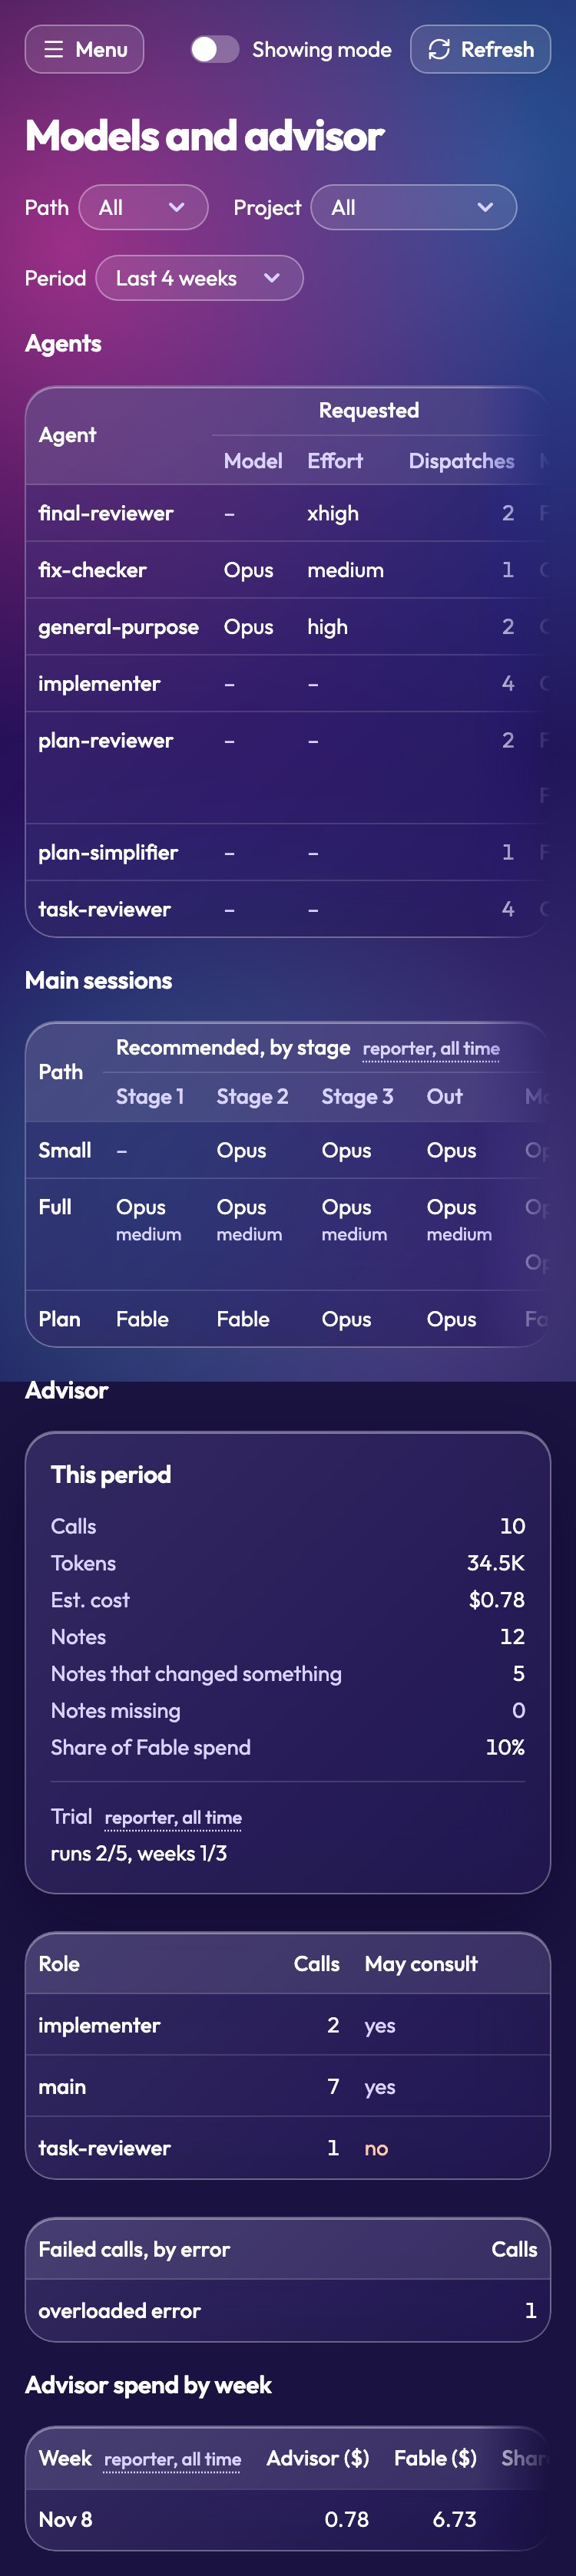 Menu Showing mode Refresh
Models and advisor
Path All Project All
Period Last 4 weeks
Agents
Agent Requested
Model Effort Dispatches
final-reviewer – xhigh 2
fix-checker Opus medium 1
general-purpose Opus high 2
implementer – – 4
plan-reviewer – – 2
plan-simplifier – – 1
task-reviewer – – 4
Main sessions
Path Recommended, by stage reporter, all time
Stage 1 Stage 2 Stage 3 Out
Small – Opus Opus Opus
Full Opus Opus Opus Opus
medium medium medium medium
Plan Fable Fable Opus Opus
Advisor
This period
Calls 10
Tokens 34.5K
Est. cost $0.78
Notes 12
Notes that changed something 5
Notes missing 0
Share of Fable spend 10%
Trial reporter, all time
runs 2/5, weeks 1/3
Role Calls May consult
implementer 2 yes
main 7 yes
task-reviewer 1 no
Failed calls, by error Calls
overloaded error 1
Advisor spend by week
Week reporter, all time Advisor ($) Fable ($)
Nov 8 0.78 6.73